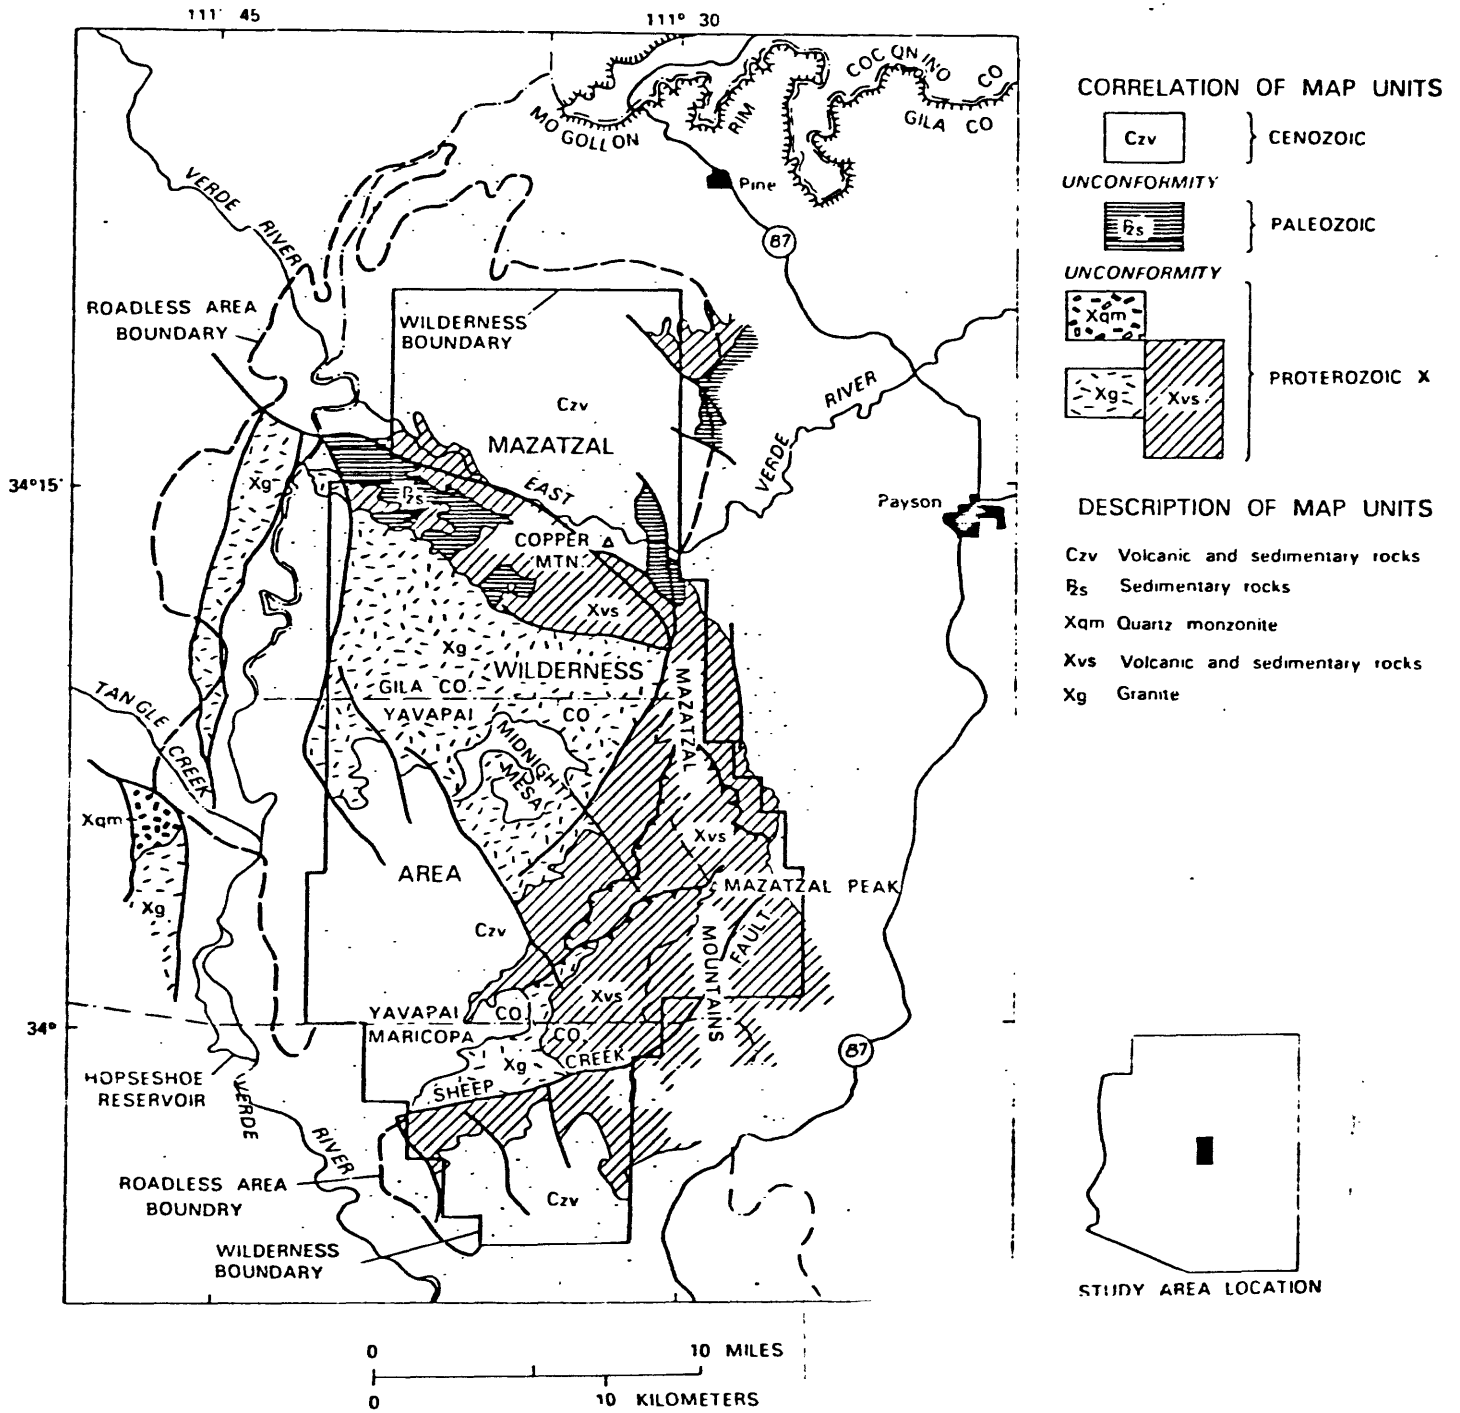 111° 45
111° 30
COCONINO CO
GILA CO
MOGOLLON
RIM
Pine
87
VERDE
RIVER
ROADLESS AREA
BOUNDARY
WILDERNESS
BOUNDARY
Czv
MAZATZAL
EAST
VERDE
RIVER
34°15'
Xg
Pzs
COPPER
MTN.
Payson
Xvs
Xg
WILDERNESS
GILA CO.
YAVAPAI CO
MAZATZAL
TANGLE
CREEK
MIDNIGHT
MESA
Xqm
Xvs
AREA
MAZATZAL PEAK
Xg
Czv
FAULT
MOUNTAINS
Xvs
YAVAPAI CO.
MARICOPA CO.
34°
87
Xg
SHEEP CREEK
HOPSESHOE
RESERVOIR
VERDE
RIVER
ROADLESS AREA
BOUNDRY
Czv
WILDERNESS
BOUNDARY
0 10 MILES
0 10 KILOMETERS
CORRELATION OF MAP UNITS
Czv } CENOZOIC
UNCONFORMITY
Pzs } PALEOZOIC
UNCONFORMITY
Xqm
Xg Xvs } PROTEROZOIC X
DESCRIPTION OF MAP UNITS
Czv Volcanic and sedimentary rocks
Pzs Sedimentary rocks
Xqm Quartz monzonite
Xvs Volcanic and sedimentary rocks
Xg Granite
STUDY AREA LOCATION